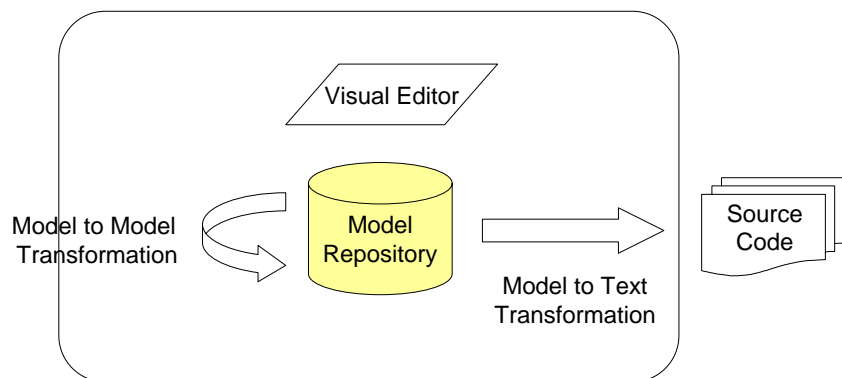 Visual Editor
Model to Model
Transformation
Model
Repository
Source
Code
Model to Text
Transformation